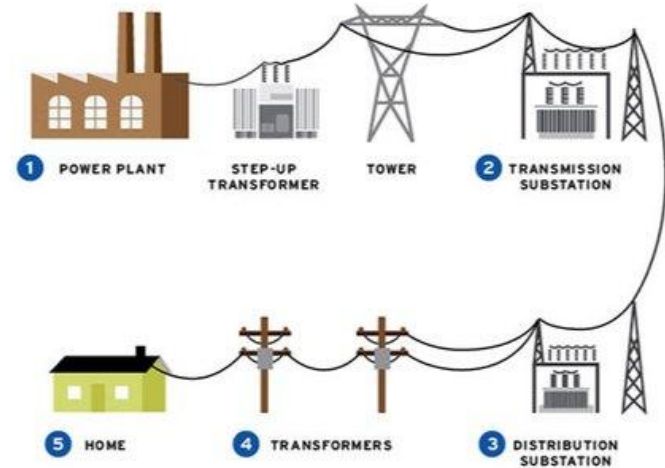 1 POWER PLANT
STEP-UP
TRANSFORMER
TOWER
2 TRANSMISSION
SUBSTATION
5 HOME
4 TRANSFORMERS
3 DISTRIBUTION
SUBSTATION